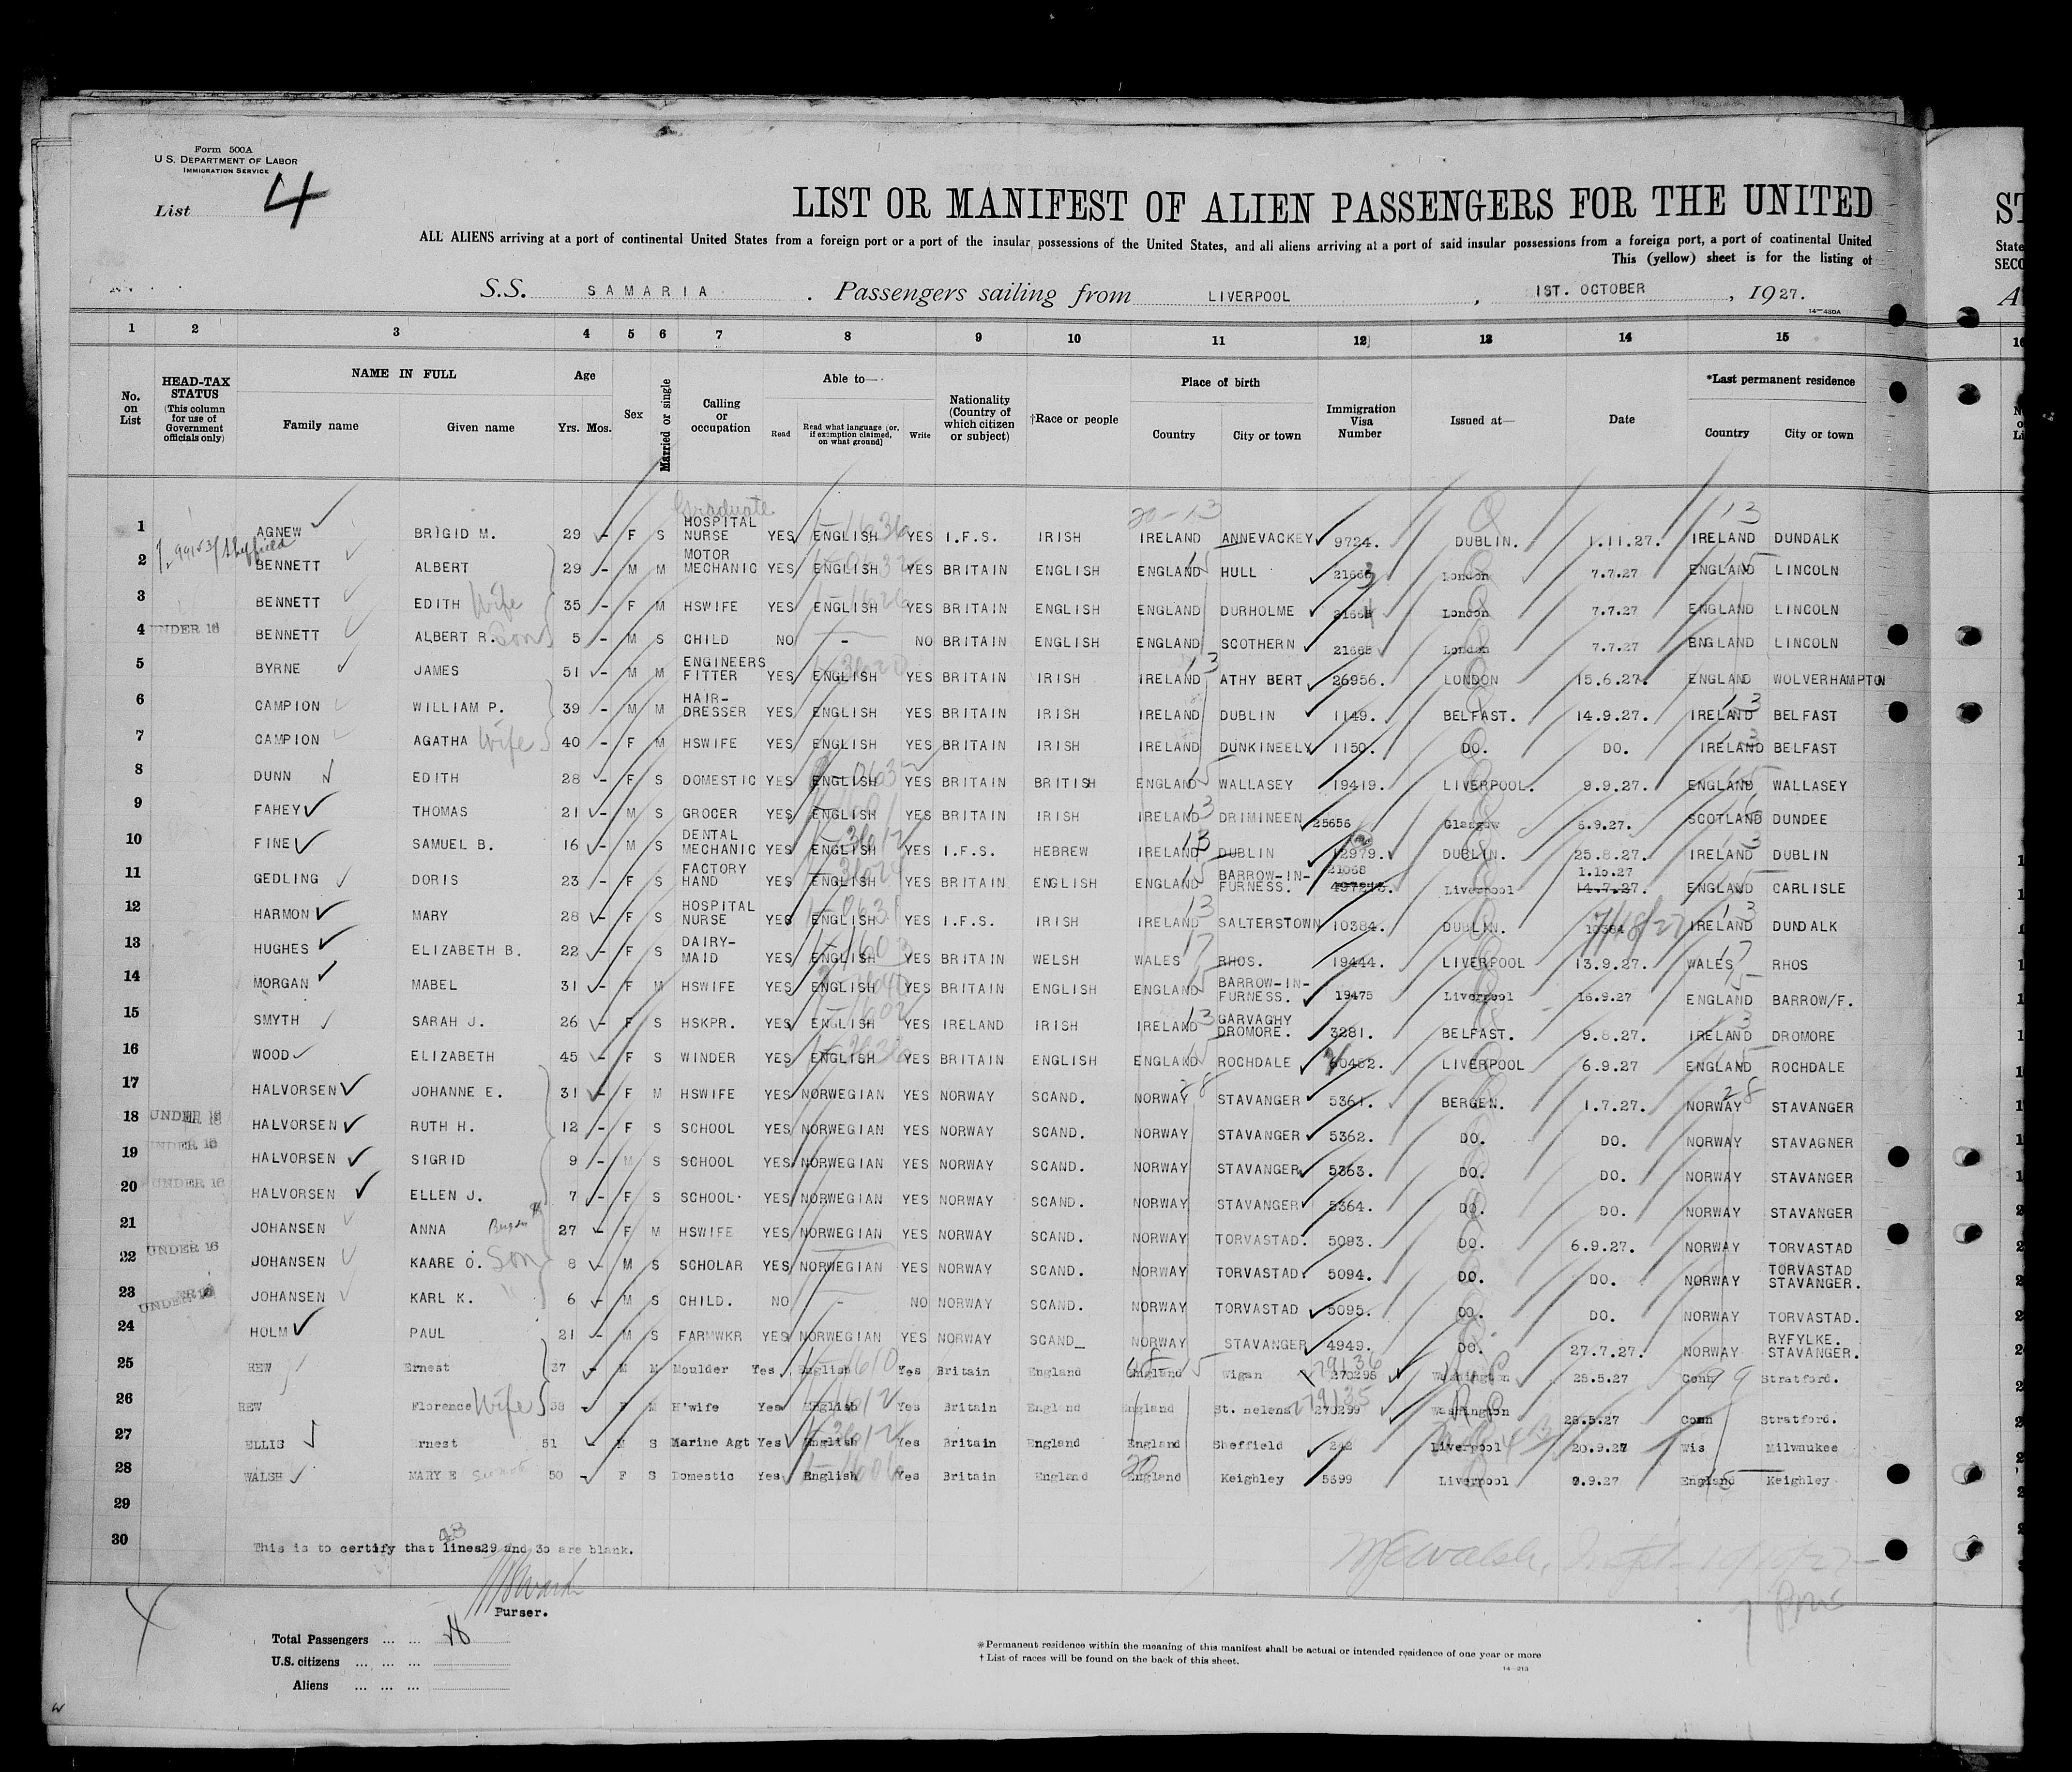 Form 500A
U.S. DEPARTMENT OF LABOR
IMMIGRATION SERVICE
List 4
LIST OR MANIFEST OF ALIEN PASSENGERS FOR THE UNITED
ALL ALIENS arriving at a port of continental United States from a foreign port or a port of the insular possessions of the United States, and all aliens arriving at a port of said insular possessions from a foreign port, a port of continental United
This (yellow) sheet is for the listing of
S.S. SAMARIA . Passengers sailing from LIVERPOOL , 1ST. OCTOBER , 1927.
14—430A
1 2 3 4 5 6 7 8 9 10 11 12 13 14 15
No. on List
HEAD-TAX STATUS (This column for use of Government officials only)
NAME IN FULL
Family name Given name
Age
Yrs. Mos.
Sex
Married or single
Calling or occupation
Able to—
Read Read what language (or, if exemption claimed, on what ground) Write
Nationality (Country of which citizen or subject)
†Race or people
Place of birth
Country City or town
Immigration Visa Number
Issued at—
Date
*Last permanent residence
Country City or town
Graduate
1 AGNEW BRIGID M. 29 - F S HOSPITAL NURSE YES ENGLISH YES I.F.S. IRISH IRELAND ANNEVACKEY 9724. DUBLIN. 1.11.27. IRELAND DUNDALK
2 BENNETT ALBERT 29 - M M MOTOR MECHANIC YES ENGLISH YES BRITAIN ENGLISH ENGLAND HULL 21663 London 7.7.27 ENGLAND LINCOLN
3 BENNETT EDITH Wife 35 - F M HSWIFE YES ENGLISH YES BRITAIN ENGLISH ENGLAND DURHOLME 21664 London 7.7.27 ENGLAND LINCOLN
4 UNDER 16 BENNETT ALBERT R. Son 5 - M S CHILD NO - NO BRITAIN ENGLISH ENGLAND SCOTHERN 21665 London 7.7.27 ENGLAND LINCOLN
5 BYRNE JAMES 51 - M M ENGINEERS FITTER YES ENGLISH YES BRITAIN IRISH IRELAND ATHY BERT 26956. LONDON 15.6.27. ENGLAND WOLVERHAMPTON
6 CAMPION WILLIAM P. 39 - M M HAIR-DRESSER YES ENGLISH YES BRITAIN IRISH IRELAND DUBLIN 1149. BELFAST. 14.9.27. IRELAND BELFAST
7 CAMPION AGATHA Wife 40 - F M HSWIFE YES ENGLISH YES BRITAIN IRISH IRELAND DUNKINEELY 1150. DO. DO. IRELAND BELFAST
8 DUNN EDITH 28 - F S DOMESTIC YES ENGLISH YES BRITAIN BRITISH ENGLAND WALLASEY 19419. LIVERPOOL. 9.9.27. ENGLAND WALLASEY
9 FAHEY THOMAS 21 - M S GROCER YES ENGLISH YES BRITAIN IRISH IRELAND DRIMINEEN 25656 Glasgow 6.9.27. SCOTLAND DUNDEE
10 FINE SAMUEL B. 16 - M S DENTAL MECHANIC YES ENGLISH YES I.F.S. HEBREW IRELAND DUBLIN 12979. DUBLIN. 25.8.27. IRELAND DUBLIN
11 GEDLING DORIS 23 - F S FACTORY HAND YES ENGLISH YES BRITAIN ENGLISH ENGLAND BARROW-IN-FURNESS. 21068 Liverpool 1.10.27 14.7.27. ENGLAND CARLISLE
12 HARMON MARY 28 - F S HOSPITAL NURSE YES ENGLISH YES I.F.S. IRISH IRELAND SALTERSTOWN 10384. DUBLIN. 10384 IRELAND DUNDALK
13 HUGHES ELIZABETH B. 22 - F S DAIRY-MAID YES ENGLISH YES BRITAIN WELSH WALES RHOS. 19444. LIVERPOOL 13.9.27. WALES RHOS
14 MORGAN MABEL 31 - F M HSWIFE YES ENGLISH YES BRITAIN ENGLISH ENGLAND BARROW-IN-FURNESS. 19475 Liverpool 16.9.27 ENGLAND BARROW/F.
15 SMYTH SARAH J. 26 - F S HSKPR. YES ENGLISH YES IRELAND IRISH IRELAND GARVAGHY DROMORE. 3281. BELFAST. 9.8.27. IRELAND DROMORE
16 WOOD ELIZABETH 45 - F S WINDER YES ENGLISH YES BRITAIN ENGLISH ENGLAND ROCHDALE LIVERPOOL 6.9.27 ENGLAND ROCHDALE
17 HALVORSEN JOHANNE E. 31 - F M HSWIFE YES NORWEGIAN YES NORWAY SCAND. NORWAY STAVANGER 5361. BERGEN. 1.7.27. NORWAY STAVANGER
18 UNDER 16 HALVORSEN RUTH H. 12 - F S SCHOOL YES NORWEGIAN YES NORWAY SCAND. NORWAY STAVANGER 5362. DO. DO. NORWAY STAVAGNER
19 UNDER 16 HALVORSEN SIGRID 9 - M S SCHOOL YES NORWEGIAN YES NORWAY SCAND. NORWAY STAVANGER 5363. DO. DO. NORWAY STAVANGER
20 UNDER 16 HALVORSEN ELLEN J. 7 - F S SCHOOL YES NORWEGIAN YES NORWAY SCAND. NORWAY STAVANGER 5364. DO. DO. NORWAY STAVANGER
21 JOHANSEN ANNA 27 - F M HSWIFE YES NORWEGIAN YES NORWAY SCAND. NORWAY TORVASTAD. 5093. DO. 6.9.27. NORWAY TORVASTAD
22 UNDER 16 JOHANSEN KAARE O. Son 8 - M S SCHOLAR YES NORWEGIAN YES NORWAY SCAND. NORWAY TORVASTAD. 5094. DO. DO. NORWAY TORVASTAD STAVANGER.
23 UNDER 16 JOHANSEN KARL K. " 6 - M S CHILD. NO - NO NORWAY SCAND. NORWAY TORVASTAD 5095. DO. DO. NORWAY TORVASTAD.
24 HOLM PAUL 21 - M S FARMWKR YES NORWEGIAN YES NORWAY SCAND_ NORWAY STAVANGER 4949. DO. 27.7.27. NORWAY RYFYLKE. STAVANGER.
25 REW Ernest 37 - M M Moulder Yes English Yes Britain England England Wigan 270298 Washington 28.5.27 Conn Stratford.
26 REW Florence Wife 38 - F M H'wife Yes English Yes Britain England England St. Helens 270299 Washington 28.5.27 Conn Stratford.
27 ELLIS Ernest 51 - M S Marine Agt Yes English Yes Britain England England Sheffield 242 Liverpool 20.9.27 Wis Milwaukee
28 WALSH MARY E 50 - F S Domestic Yes English Yes Britain England England Keighley 5699 Liverpool 9.9.27 England Keighley
29
30 This is to certify that lines 29 and 30 are blank.
Purser.
Total Passengers ... ...
U.S. citizens ... ... ...
Aliens ... ... ...
*Permanent residence within the meaning of this manifest shall be actual or intended residence of one year or more
†List of races will be found on the back of this sheet.
14—213